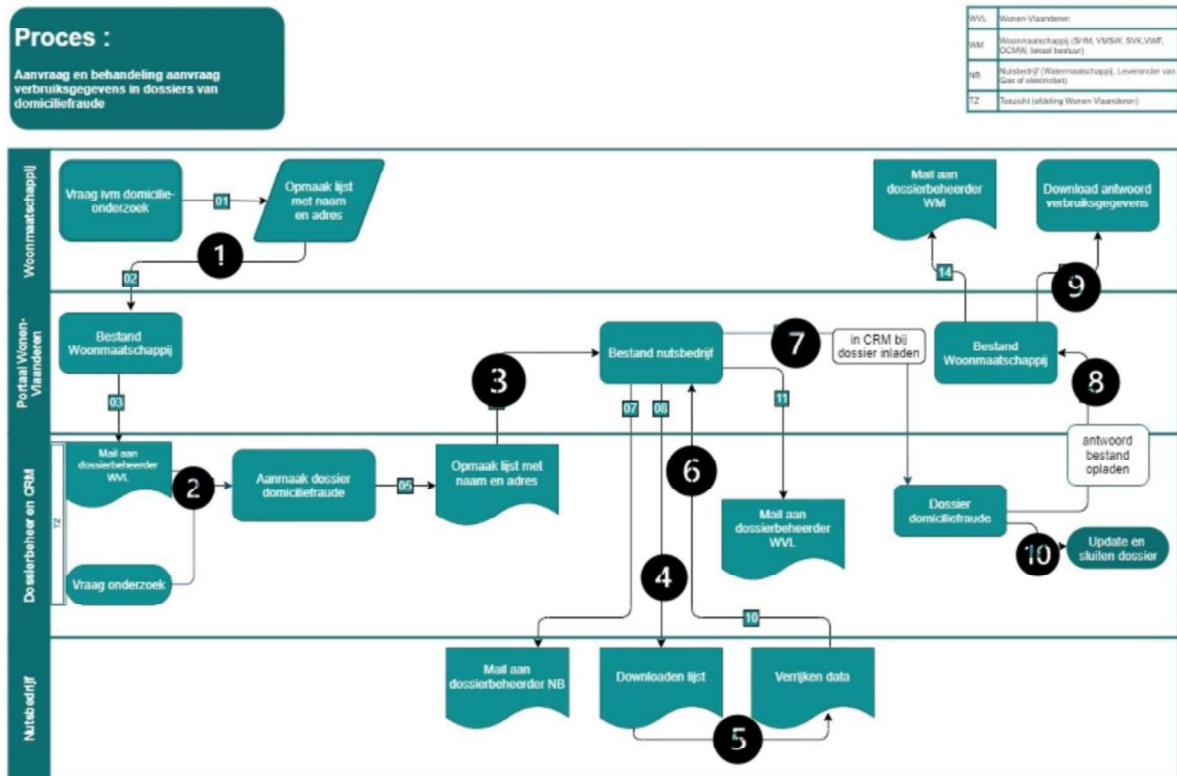 Proces :
Aanvraag en behandeling aanvraag
verbruiksgegevens in dossiers van
domiciliefraude
WVL Wonen-Vlaanderen
WM Woonmaatschappij (SHM, VMSW, SVK,VWF,
OCMW, lokaal bestuur)
NB Nutsbedrijf (Watermaatschappij, Leverancier van
Gas of elektriciteit)
TZ Toezicht (afdeling Wonen-Vlaanderen)
Woonmaatschappij
Vraag ivm domicilie-
onderzoek
01
Opmaak lijst
met naam
en adres
1
02
Mail aan
dossierbeheerder
WM
Download antwoord
verbruiksgegevens
14
9
Portaal Wonen-
Vlaanderen
Bestand
Woonmaatschappij
03
3
Bestand nutsbedrijf
7
in CRM bij
dossier inladen
Bestand
Woonmaatschappij
8
07
08
11
Dossierbeheer en CRM
TZ
Mail aan
dossierbeheerder
WVL
2
Aanmaak dossier
domiciliefraude
05
Opmaak lijst met
naam en adres
6
antwoord
bestand
opladen
Vraag onderzoek
4
Mail aan
dossierbeheerder
WVL
Dossier
domiciliefraude
10
Update en
sluiten dossier
10
Nutsbedrijf
Mail aan
dossierbeheerder NB
Downloaden lijst
Verrijken data
5